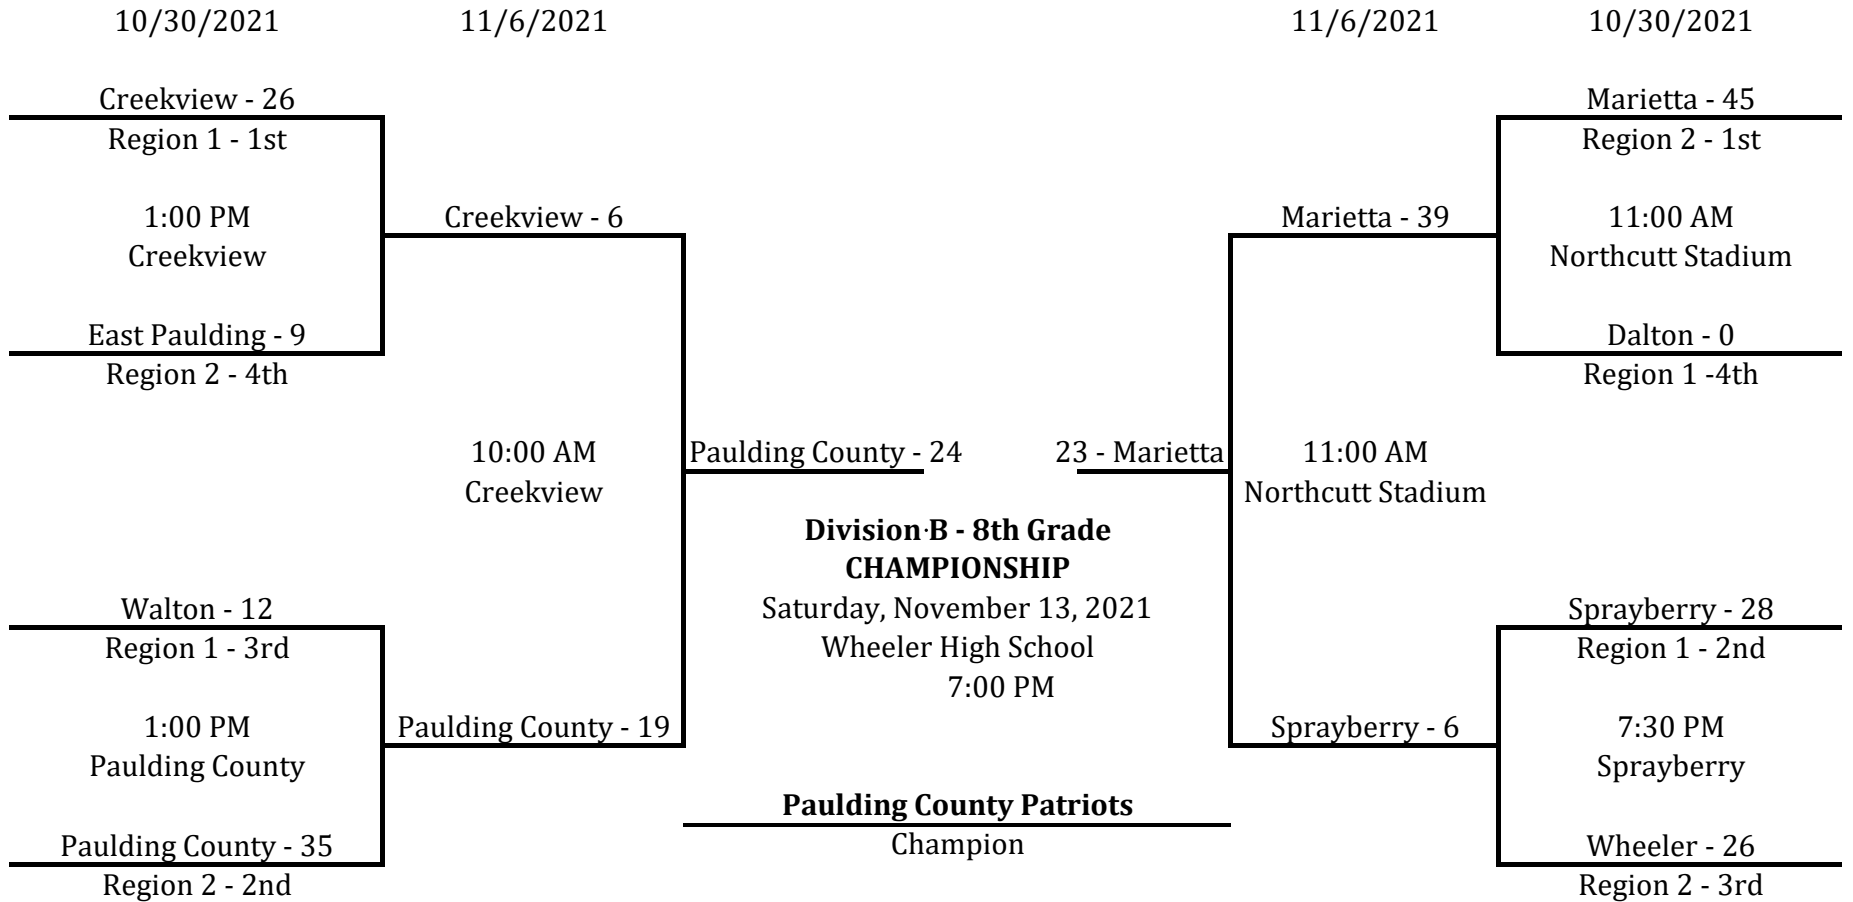 10/30/2021 11/6/2021 11/6/2021 10/30/2021
Creekview - 26
Region 1 - 1st
1:00 PM
Creekview
East Paulding - 9
Region 2 - 4th
Creekview - 6
10:00 AM
Creekview
Walton - 12
Region 1 - 3rd
1:00 PM
Paulding County
Paulding County - 35
Region 2 - 2nd
Paulding County - 19
Paulding County - 24
23 - Marietta
Division B - 8th Grade
CHAMPIONSHIP
Saturday, November 13, 2021
Wheeler High School
7:00 PM
Paulding County Patriots
Champion
Marietta - 39
11:00 AM
Northcutt Stadium
Sprayberry - 6
Marietta - 45
Region 2 - 1st
11:00 AM
Northcutt Stadium
Dalton - 0
Region 1 -4th
Sprayberry - 28
Region 1 - 2nd
7:30 PM
Sprayberry
Wheeler - 26
Region 2 - 3rd